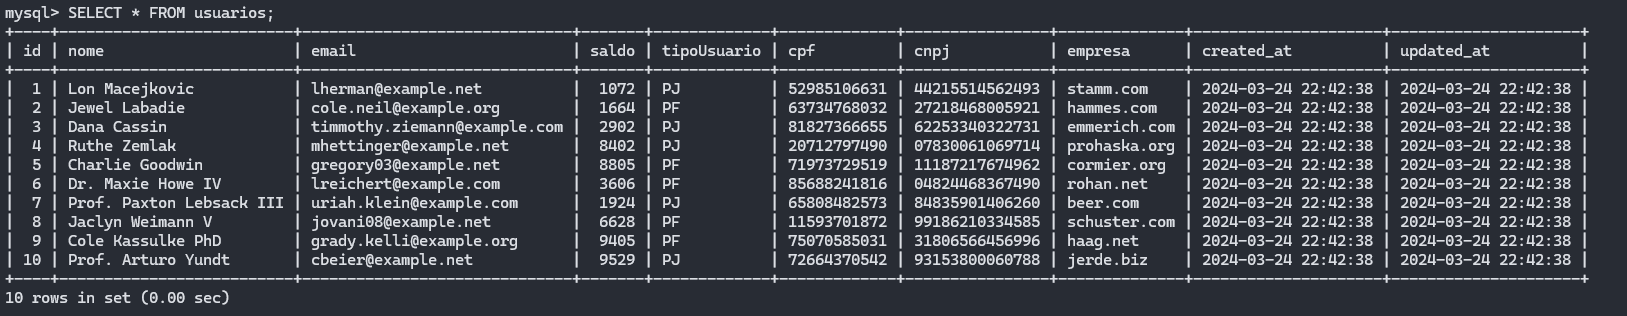 mysql> SELECT * FROM usuarios;
| id | nome | email | saldo | tipoUsuario | cpf | cnpj | empresa | created_at | updated_at |
| 1 | Lon Macejkovic | lherman@example.net | 1072 | PJ | 52985106631 | 44215514562493 | stamm.com | 2024-03-24 22:42:38 | 2024-03-24 22:42:38 |
| 2 | Jewel Labadie | cole.neil@example.org | 1664 | PF | 63734768032 | 27218468005921 | hammes.com | 2024-03-24 22:42:38 | 2024-03-24 22:42:38 |
| 3 | Dana Cassin | timmothy.ziemann@example.com | 2902 | PJ | 81827366655 | 62253340322731 | emmerich.com | 2024-03-24 22:42:38 | 2024-03-24 22:42:38 |
| 4 | Ruthe Zemlak | mhettinger@example.com | 8402 | PJ | 20712797490 | 07830061069714 | prohaska.org | 2024-03-24 22:42:38 | 2024-03-24 22:42:38 |
| 5 | Charlie Goodwin | gregory03@example.net | 8805 | PF | 71973729519 | 11187217674962 | cormier.org | 2024-03-24 22:42:38 | 2024-03-24 22:42:38 |
| 6 | Dr. Maxie Howe IV | lreichert@example.com | 3606 | PF | 85688241816 | 04824468367490 | rohan.net | 2024-03-24 22:42:38 | 2024-03-24 22:42:38 |
| 7 | Prof. Paxton Lebsack III | uriah.klein@example.com | 1924 | PJ | 65808482573 | 84835901406260 | beer.com | 2024-03-24 22:42:38 | 2024-03-24 22:42:38 |
| 8 | Jaclyn Weimann V | jovani08@example.net | 6628 | PF | 11593701872 | 99186210334585 | schuster.com | 2024-03-24 22:42:38 | 2024-03-24 22:42:38 |
| 9 | Cole Kassulke PhD | grady.kelli@example.org | 9405 | PF | 75070585031 | 31806566456996 | haag.net | 2024-03-24 22:42:38 | 2024-03-24 22:42:38 |
| 10 | Prof. Arturo Yundt | cbeier@example.net | 9529 | PJ | 72664370542 | 93153800060788 | jerde.biz | 2024-03-24 22:42:38 | 2024-03-24 22:42:38 |
10 rows in set (0.00 sec)